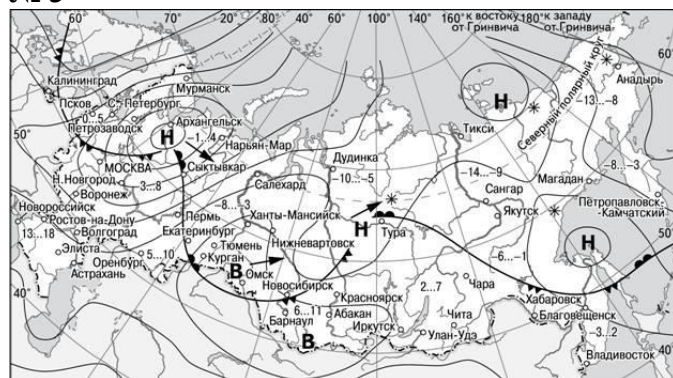 60°
70°
20°
80°
40°
60°
80°
100°
120°
140°
160° к востоку
от Гринвича
180° к западу
от Гринвича
60°
Северный полярный круг
Анадырь
−13...−8
Калининград
Мурманск
Псков
С.-Петербург
0...5
Петрозаводск
Архангельск
Н
−1...4
Нарьян-Мар
Н
Тикси
50°
МОСКВА
Сыктывкар
Дудинка
−10...−5
−14...−9
−8...−3
Н.Новгород
3...8
Салехард
Сангар
Магадан
Воронеж
Новороссийск
Пермь
−8...−3
Ханты-Мансийск
Якутск
Петропавловск-
Камчатский
Ростов-на-Дону
13...18
Волгоград
Екатеринбург
Нижневартовск
Н
Тура
Н
50°
Элиста
5...10
Тюмень
Курган
В
Омск
−6...−1
Оренбург
Астрахань
Новосибирск
Красноярск
2...7
Чара
Хабаровск
40°
6...11
Абакан
Барнаул
Иркутск
Чита
Благовещенск
В
Улан-Удэ
−3...2
40°
Владивосток